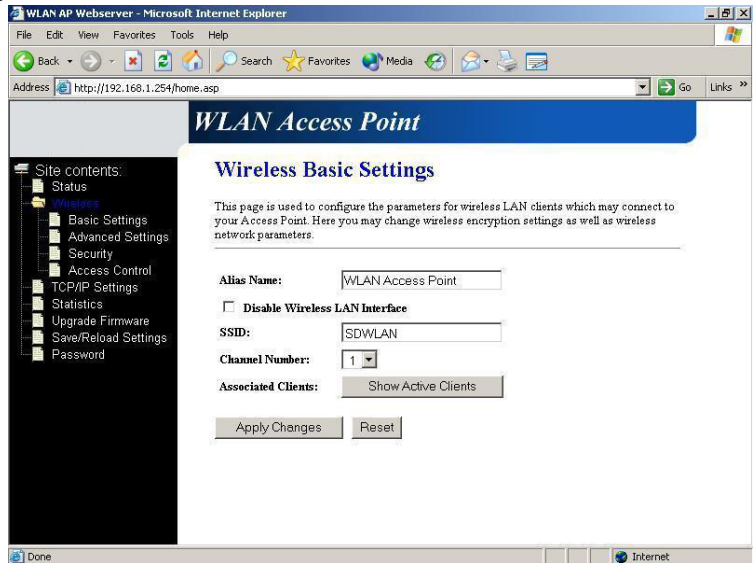 WLAN AP Webserver - Microsoft Internet Explorer
File Edit View Favorites Tools Help
Back Search Favorites Media
Address http://192.168.1.254/home.asp Go Links »
WLAN Access Point
Site contents:
Status
Wireless
Basic Settings
Advanced Settings
Security
Access Control
TCP/IP Settings
Statistics
Upgrade Firmware
Save/Reload Settings
Password
Wireless Basic Settings
This page is used to configure the parameters for wireless LAN clients which may connect to
your Access Point. Here you may change wireless encryption settings as well as wireless
network parameters.
Alias Name: WLAN Access Point
Disable Wireless LAN Interface
SSID: SDWLAN
Channel Number: 1
Associated Clients: Show Active Clients
Apply Changes Reset
Done Internet